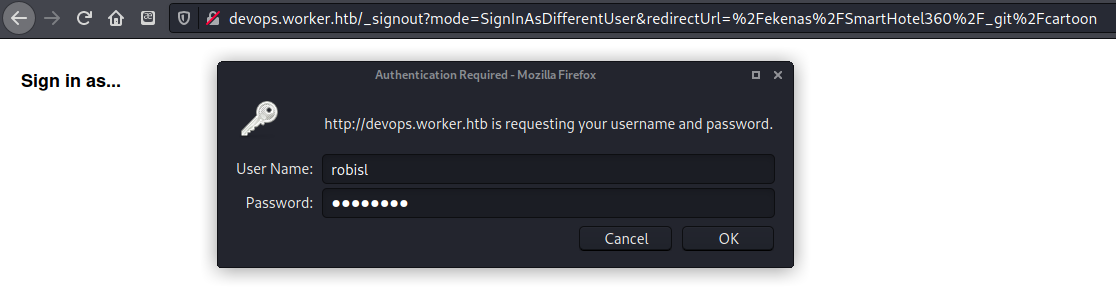 devops.worker.htb/_signout?mode=SignInAsDifferentUser&redirectUrl=%2Fekenas%2FSmartHotel360%2F_git%2Fcartoon
Sign in as...
Authentication Required - Mozilla Firefox
http://devops.worker.htb is requesting your username and password.
User Name: robisl
Password: ●●●●●●●●
Cancel OK